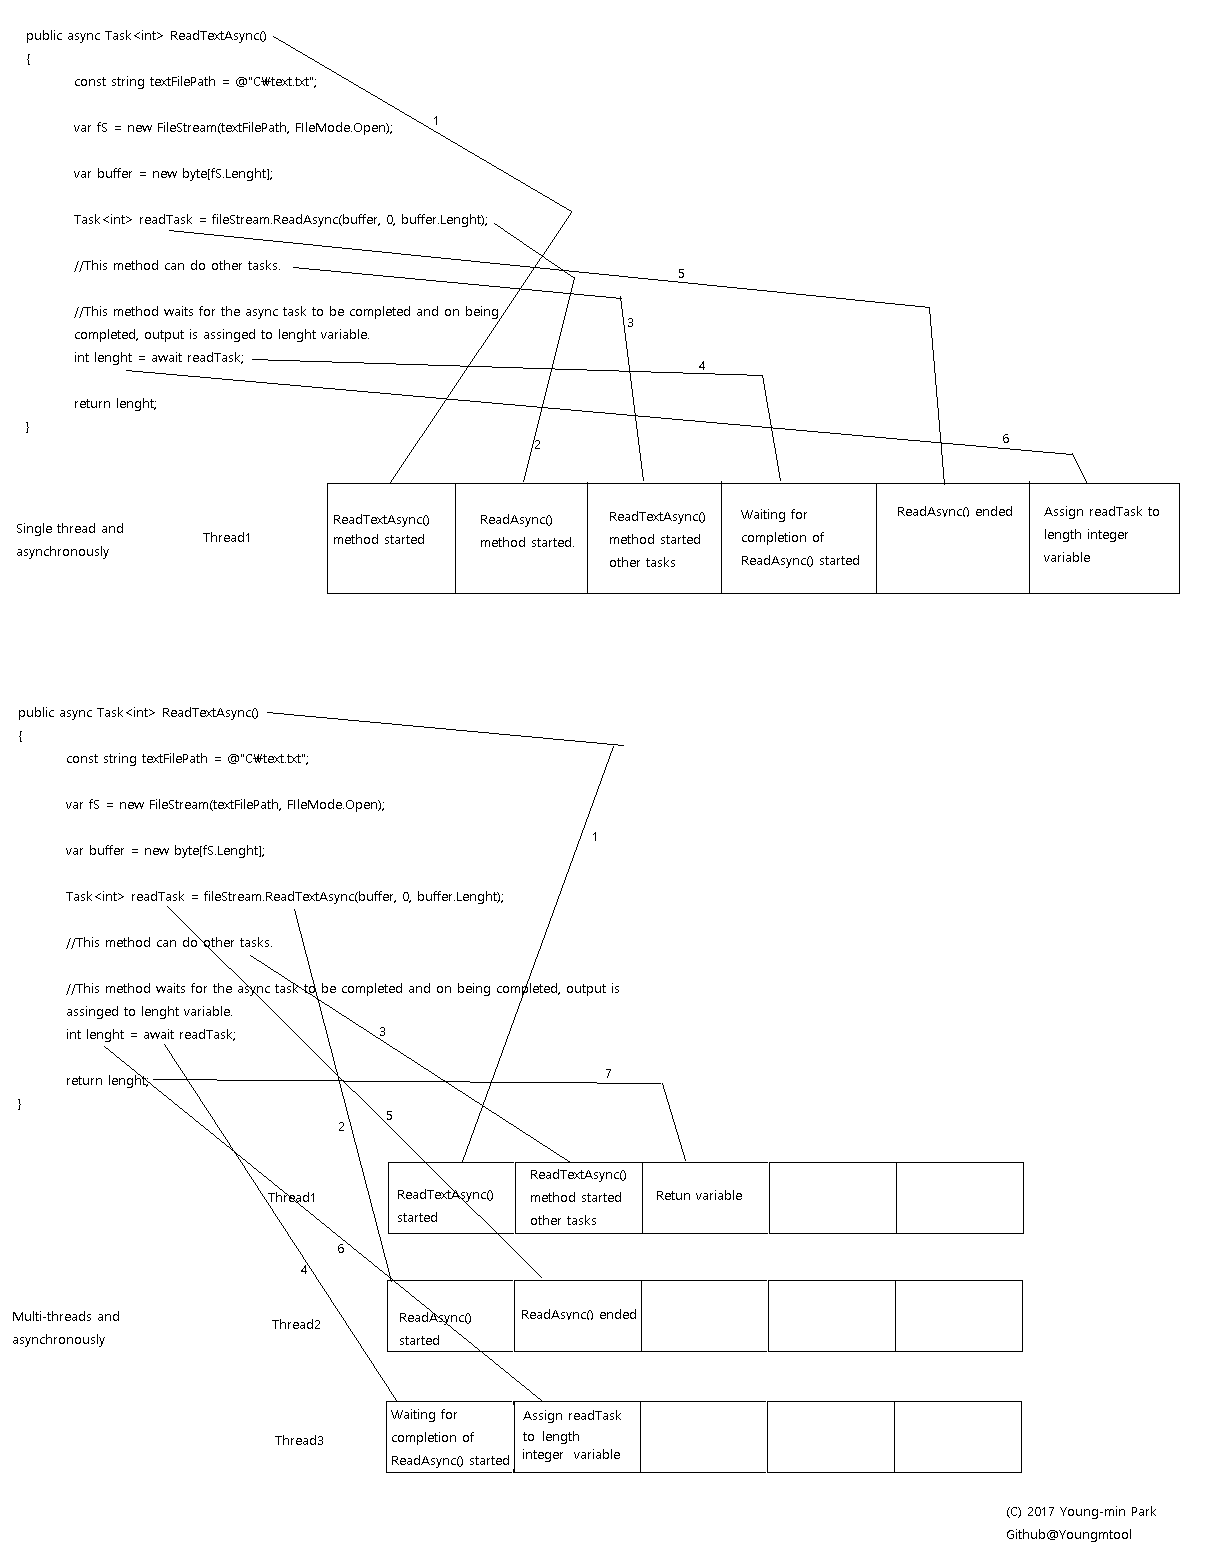 public async Task<int> ReadTextAsync()
{
const string textFilePath = @"C₩text.txt";
var fS = new FileStream(textFilePath, FIleMode.Open);
var buffer = new byte[fS.Lenght];
Task<int> readTask = fileStream.ReadAsync(buffer, 0, buffer.Lenght);
//This method can do other tasks.
//This method waits for the async task to be completed and on being
completed, output is assinged to lenght variable.
int lenght = await readTask;
return lenght;
}
1
5
3
4
6
2
Single thread and
asynchronously
Thread1
ReadTextAsync()
method started
ReadAsync()
method started.
ReadTextAsync()
method started
other tasks
Waiting for
completion of
ReadAsync() started
ReadAsync() ended
Assign readTask to
length integer
variable
public async Task<int> ReadTextAsync()
{
const string textFilePath = @"C₩text.txt";
var fS = new FileStream(textFilePath, FIleMode.Open);
var buffer = new byte[fS.Lenght];
Task<int> readTask = fileStream.ReadTextAsync(buffer, 0, buffer.Lenght);
//This method can do other tasks.
//This method waits for the async task to be completed and on being completed, output is
assinged to lenght variable.
int lenght = await readTask;
return lenght;
}
1
3
7
5
2
6
4
Multi-threads and
asynchronously
Thread1
ReadTextAsync()
started
ReadTextAsync()
method started
other tasks
Retun variable
Thread2
ReadAsync()
started
ReadAsync() ended
Thread3
Waiting for
completion of
ReadAsync() started
Assign readTask
to length
integer variable
(C) 2017 Young-min Park
Github@Youngmtool